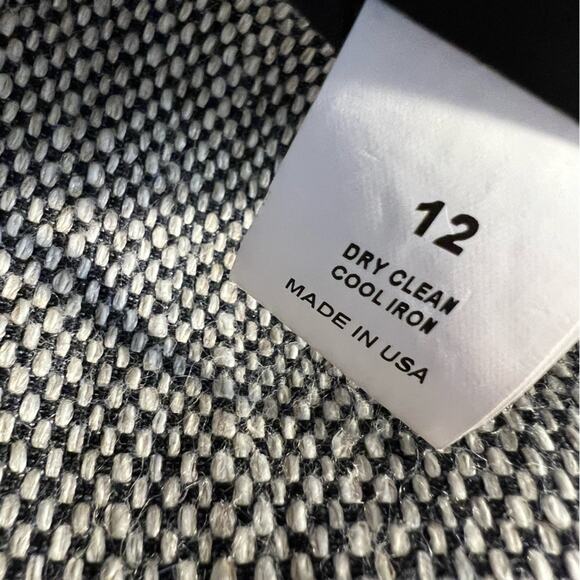 12
DRY CLEAN
COOL IRON
MADE IN USA